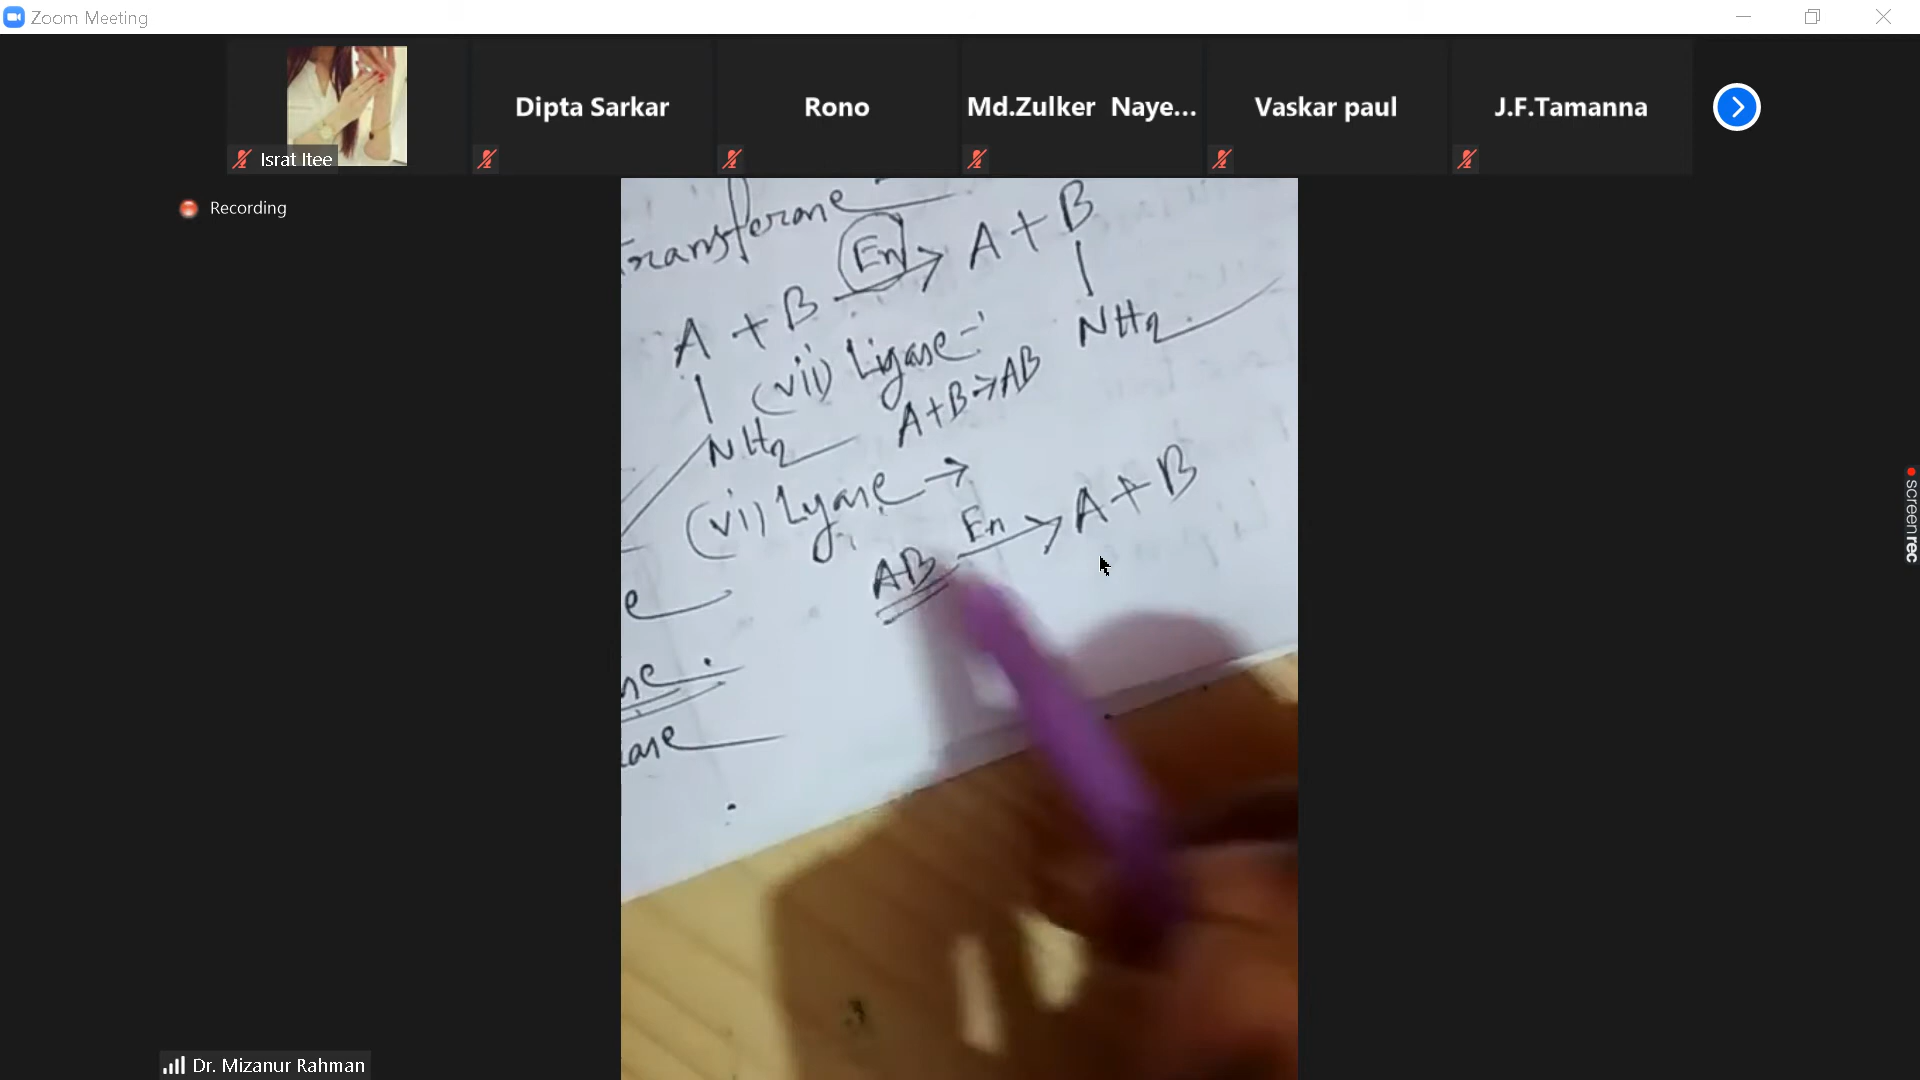 Zoom Meeting
Israt Itee
Dipta Sarkar
Rono
Md.Zulker Naye...
Vaskar paul
J.F.Tamanna
Recording
Transferane
A + B En → A + B
NH2
NH2
(vii) Ligase -
A+B→AB
(vi) Lyase →
AB En → A + B
screenrec
Dr. Mizanur Rahman